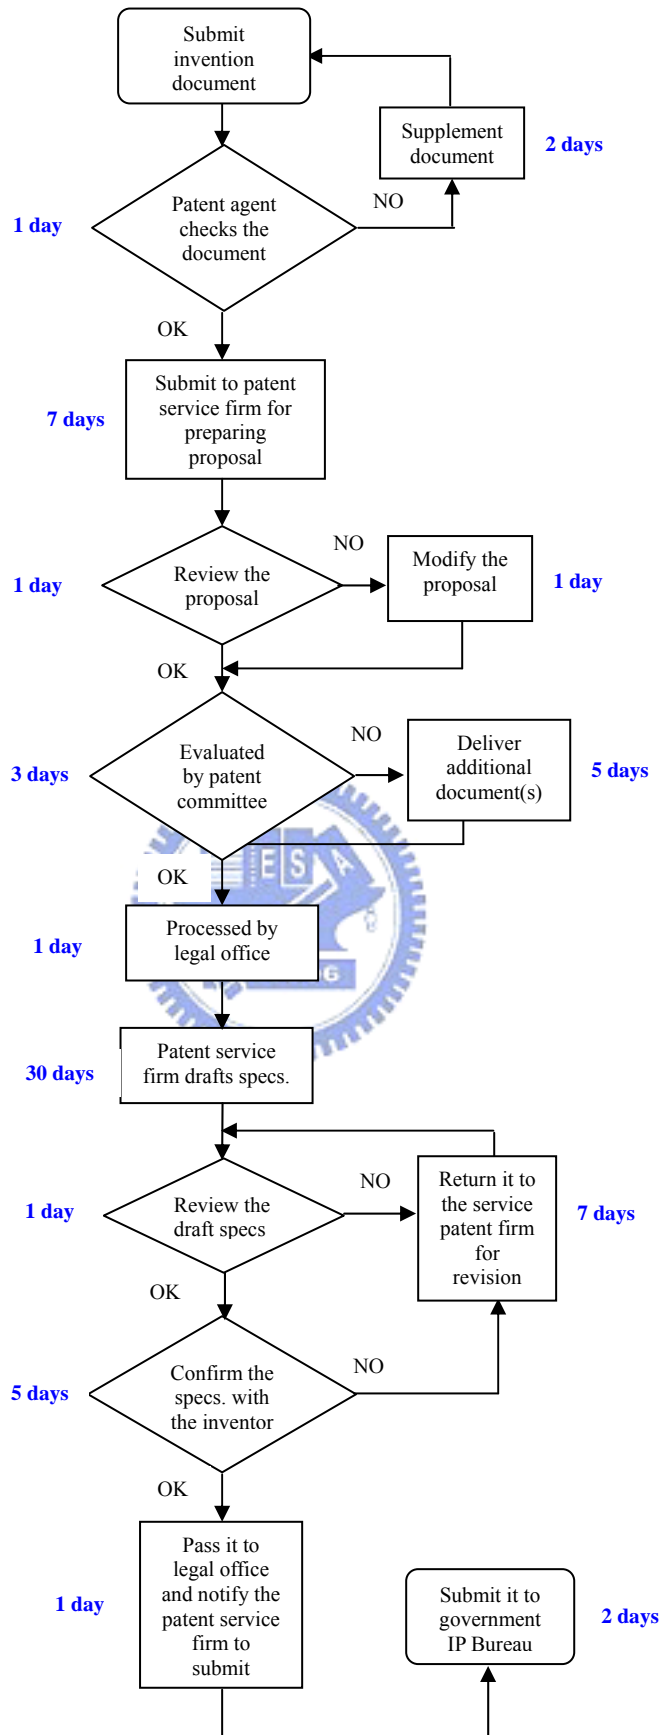 Submit
invention
document
Supplement
document
2 days
1 day
Patent agent
checks the
document
NO
OK
7 days
Submit to patent
service firm for
preparing
proposal
1 day
Review the
proposal
NO
Modify the
proposal
1 day
OK
3 days
Evaluated
by patent
committee
NO
Deliver
additional
document(s)
5 days
E S A
OK
1 day
Processed by
legal office
30 days
Patent service
firm drafts specs.
1 day
Review the
draft specs
NO
Return it to
the service
patent firm
for
revision
7 days
OK
5 days
Confirm the
specs. with
the inventor
NO
OK
1 day
Pass it to
legal office
and notify the
patent service
firm to
submit
Submit it to
government
IP Bureau
2 days